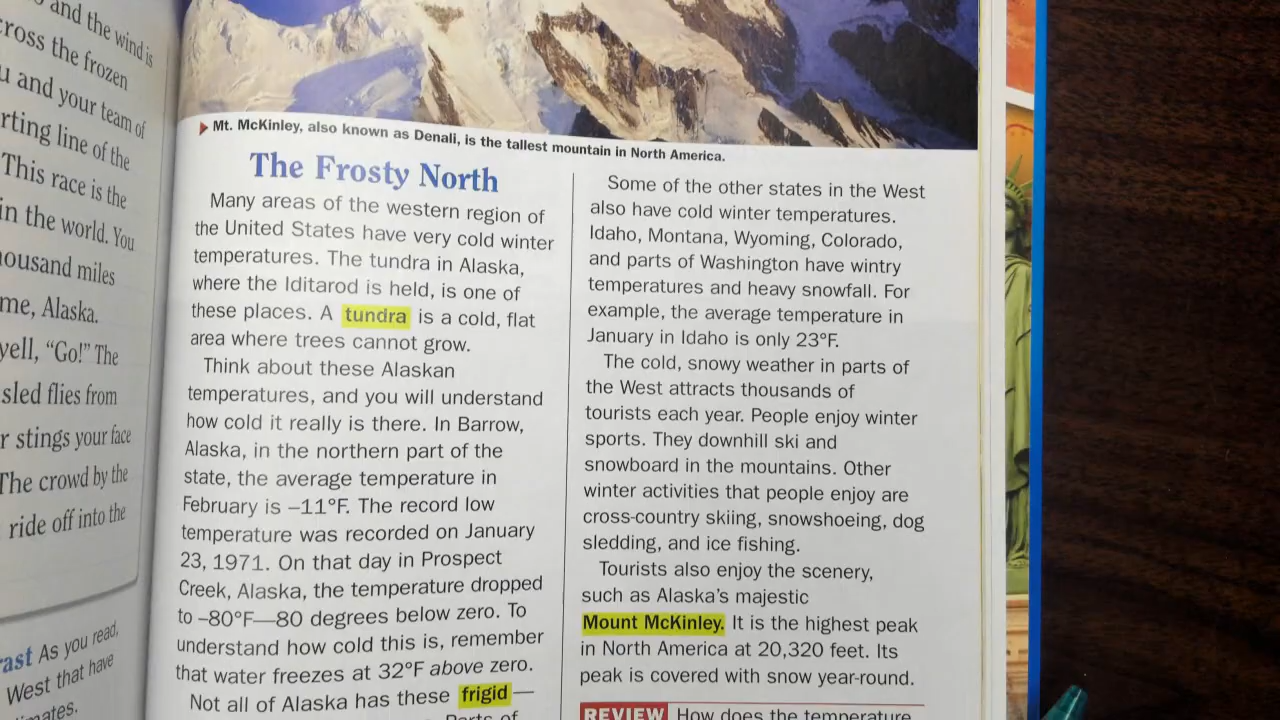 and the wind is
cross the frozen
u and your team of
rting line of the
This race is the
in the world. You
ousand miles
me, Alaska.
yell, “Go!” The
sled flies from
r stings your face
The crowd by the
ride off into the
rast As you read,
West that have
imates.
Mt. McKinley, also known as Denali, is the tallest mountain in North America.
The Frosty North
Many areas of the western region of
the United States have very cold winter
temperatures. The tundra in Alaska,
where the Iditarod is held, is one of
these places. A tundra is a cold, flat
area where trees cannot grow.
Think about these Alaskan
temperatures, and you will understand
how cold it really is there. In Barrow,
Alaska, in the northern part of the
state, the average temperature in
February is –11°F. The record low
temperature was recorded on January
23, 1971. On that day in Prospect
Creek, Alaska, the temperature dropped
to –80°F—80 degrees below zero. To
understand how cold this is, remember
that water freezes at 32°F above zero.
Not all of Alaska has these frigid—
Parts of
Some of the other states in the West
also have cold winter temperatures.
Idaho, Montana, Wyoming, Colorado,
and parts of Washington have wintry
temperatures and heavy snowfall. For
example, the average temperature in
January in Idaho is only 23°F.
The cold, snowy weather in parts of
the West attracts thousands of
tourists each year. People enjoy winter
sports. They downhill ski and
snowboard in the mountains. Other
winter activities that people enjoy are
cross-country skiing, snowshoeing, dog
sledding, and ice fishing.
Tourists also enjoy the scenery,
such as Alaska’s majestic
Mount McKinley. It is the highest peak
in North America at 20,320 feet. Its
peak is covered with snow year-round.
REVIEW How does the temperature